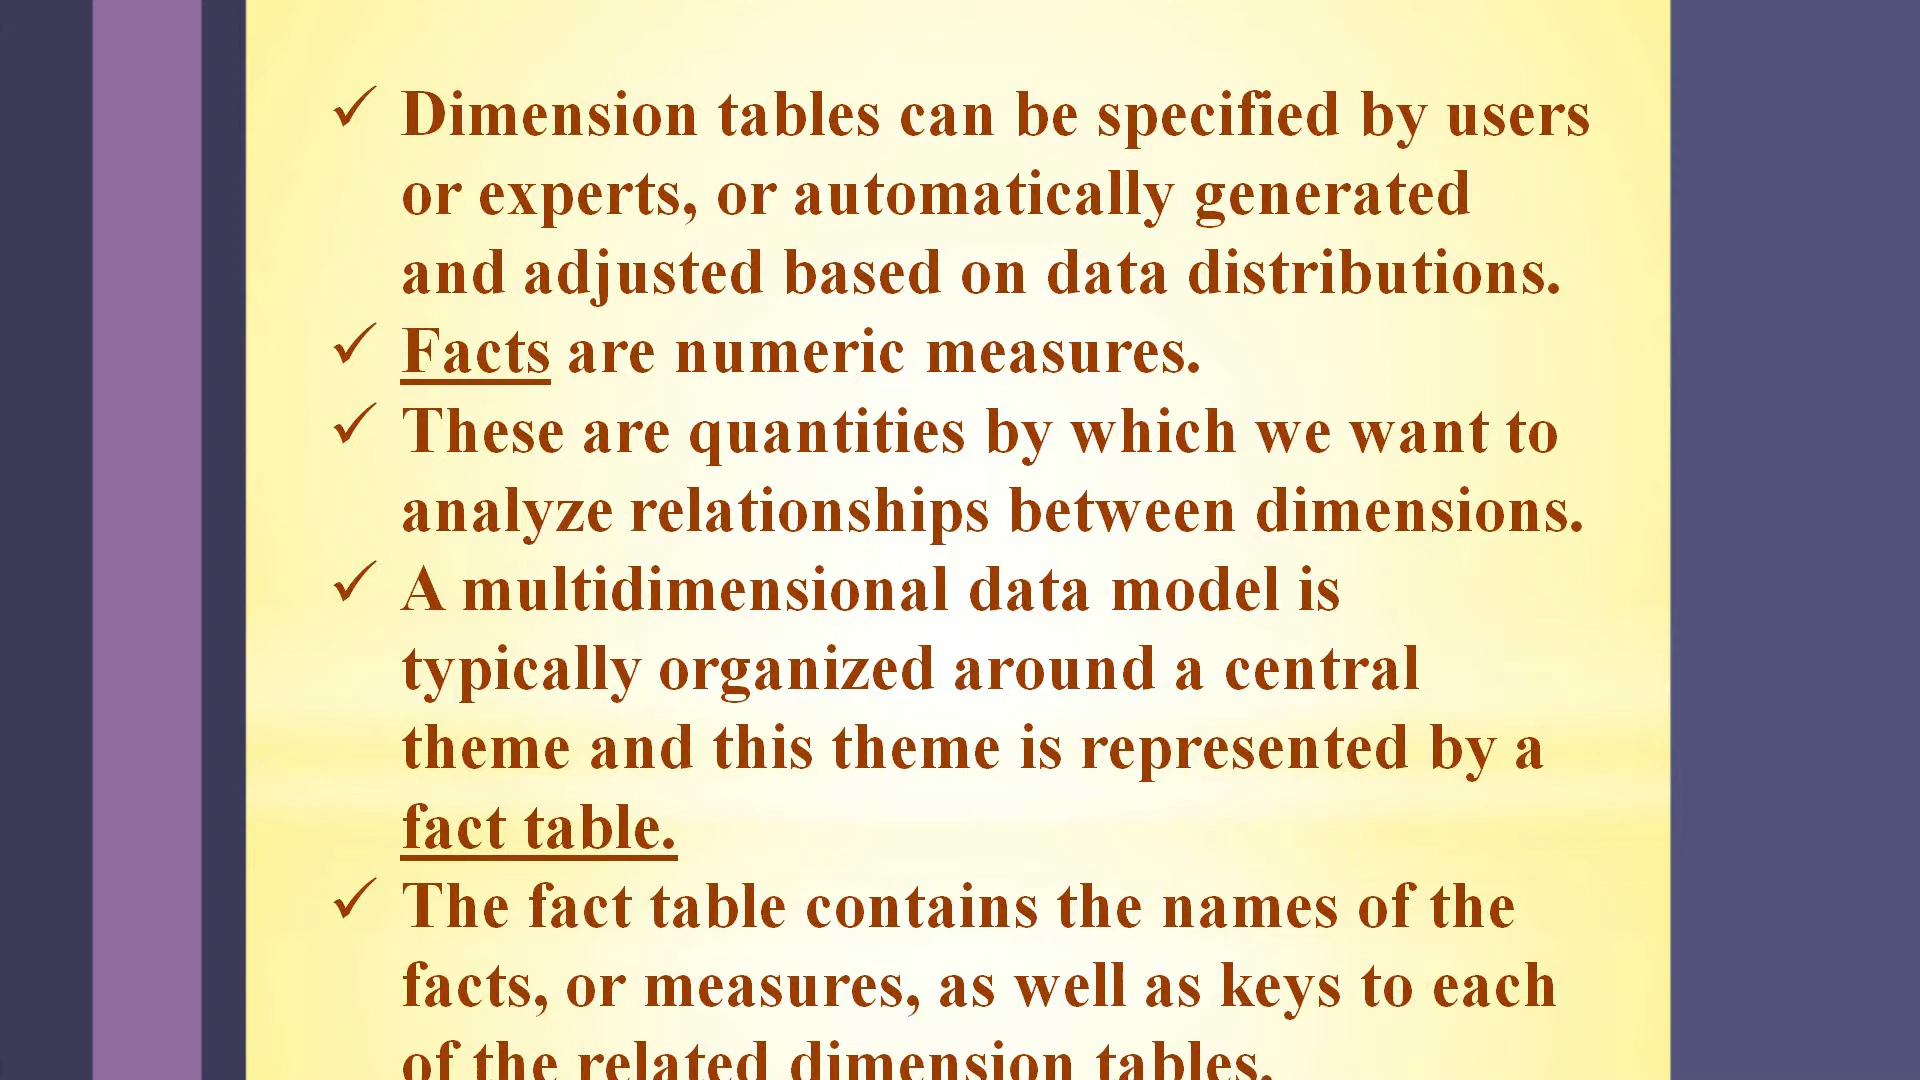 ✓ Dimension tables can be specified by users
or experts, or automatically generated
and adjusted based on data distributions.
✓ Facts are numeric measures.
✓ These are quantities by which we want to
analyze relationships between dimensions.
✓ A multidimensional data model is
typically organized around a central
theme and this theme is represented by a
fact table.
✓ The fact table contains the names of the
facts, or measures, as well as keys to each
of the related dimension tables.